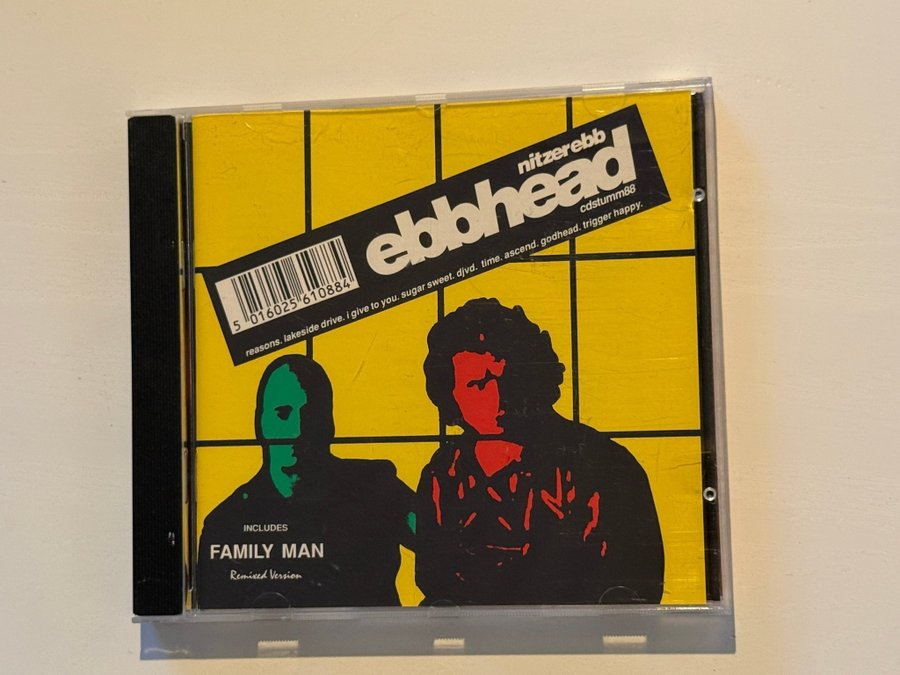 nitzerebb
ebbhead
cdstumm88
5 016025 610884
reasons. lakeside drive. i give to you. sugar sweet. djvd. time. ascend. godhead. trigger happy.
INCLUDES
FAMILY MAN
Remixed Version